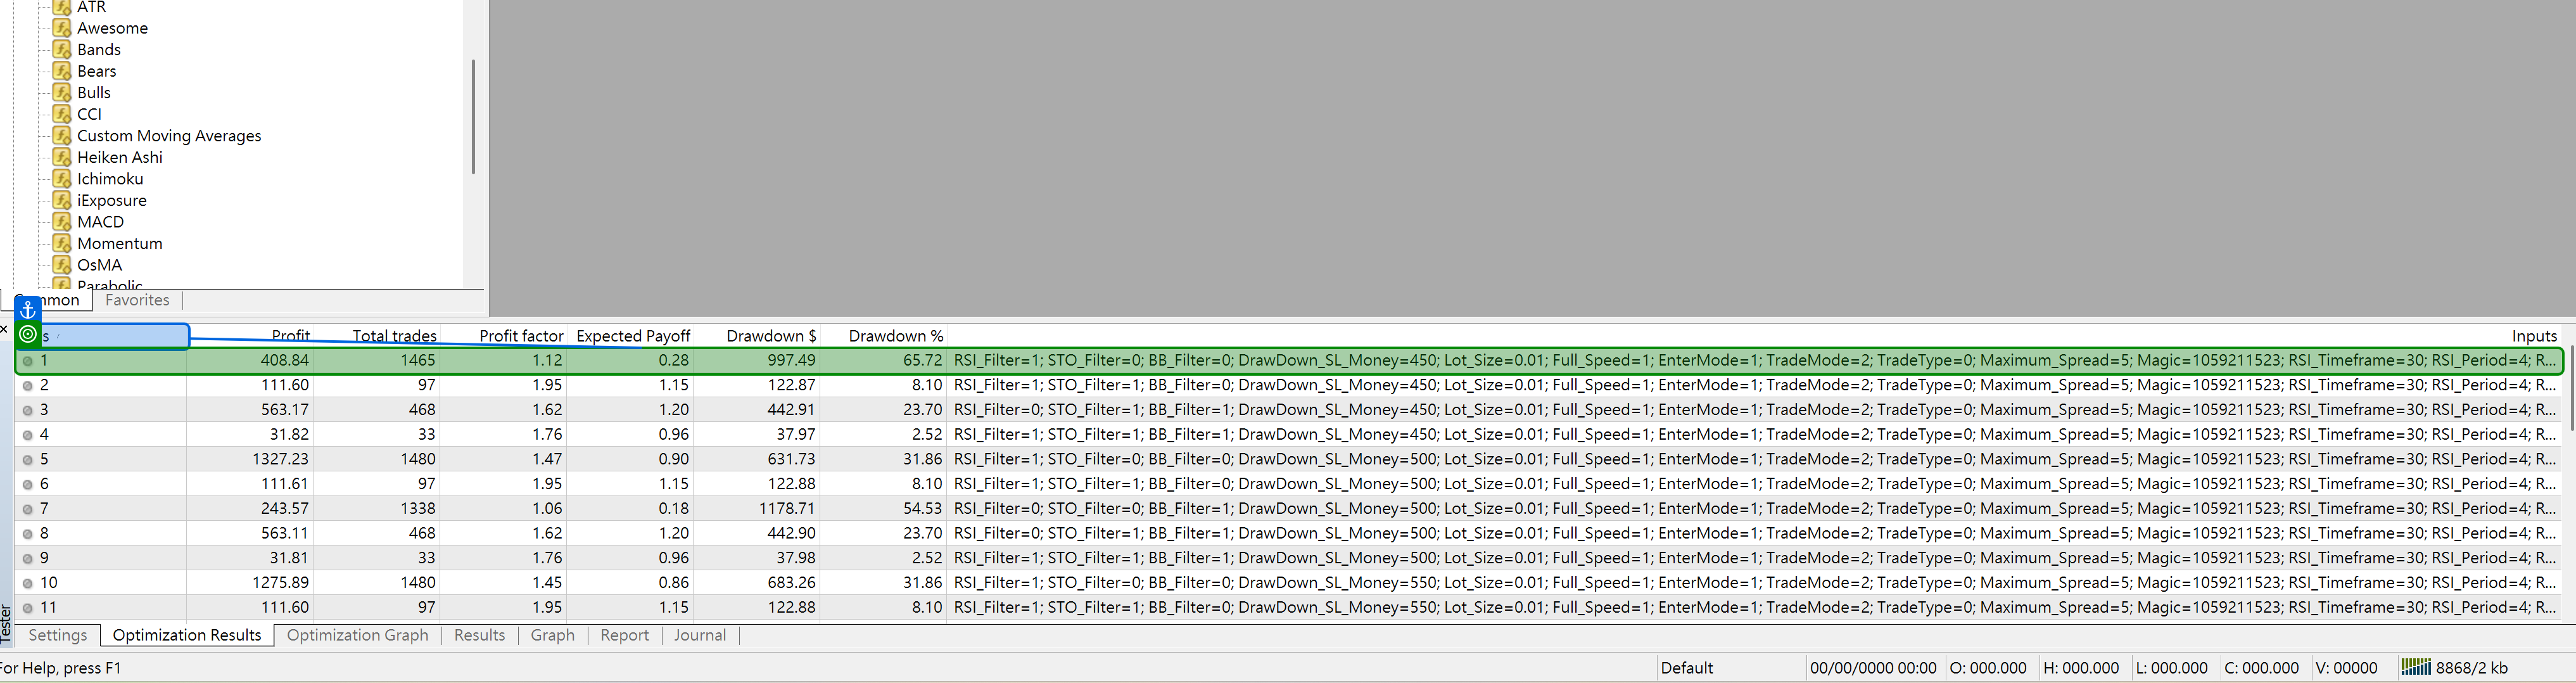 ATR
Awesome
Bands
Bears
Bulls
CCI
Custom Moving Averages
Heiken Ashi
Ichimoku
iExposure
MACD
Momentum
OsMA
Parabolic
Favorites
Profit Total trades Profit factor Expected Payoff Drawdown $ Drawdown % Inputs
1 408.84 1465 1.12 0.28 997.49 65.72 RSI_Filter=1; STO_Filter=0; BB_Filter=0; DrawDown_SL_Money=450; Lot_Size=0.01; Full_Speed=1; EnterMode=1; TradeMode=2; TradeType=0; Maximum_Spread=5; Magic=1059211523; RSI_Timeframe=30; RSI_Period=4; R...
2 111.60 97 1.95 1.15 122.87 8.10 RSI_Filter=1; STO_Filter=1; BB_Filter=0; DrawDown_SL_Money=450; Lot_Size=0.01; Full_Speed=1; EnterMode=1; TradeMode=2; TradeType=0; Maximum_Spread=5; Magic=1059211523; RSI_Timeframe=30; RSI_Period=4; R...
3 563.17 468 1.62 1.20 442.91 23.70 RSI_Filter=0; STO_Filter=1; BB_Filter=1; DrawDown_SL_Money=450; Lot_Size=0.01; Full_Speed=1; EnterMode=1; TradeMode=2; TradeType=0; Maximum_Spread=5; Magic=1059211523; RSI_Timeframe=30; RSI_Period=4; R...
4 31.82 33 1.76 0.96 37.97 2.52 RSI_Filter=1; STO_Filter=1; BB_Filter=1; DrawDown_SL_Money=450; Lot_Size=0.01; Full_Speed=1; EnterMode=1; TradeMode=2; TradeType=0; Maximum_Spread=5; Magic=1059211523; RSI_Timeframe=30; RSI_Period=4; R...
5 1327.23 1480 1.47 0.90 631.73 31.86 RSI_Filter=1; STO_Filter=0; BB_Filter=0; DrawDown_SL_Money=500; Lot_Size=0.01; Full_Speed=1; EnterMode=1; TradeMode=2; TradeType=0; Maximum_Spread=5; Magic=1059211523; RSI_Timeframe=30; RSI_Period=4; R...
6 111.61 97 1.95 1.15 122.88 8.10 RSI_Filter=1; STO_Filter=1; BB_Filter=0; DrawDown_SL_Money=500; Lot_Size=0.01; Full_Speed=1; EnterMode=1; TradeMode=2; TradeType=0; Maximum_Spread=5; Magic=1059211523; RSI_Timeframe=30; RSI_Period=4; R...
7 243.57 1338 1.06 0.18 1178.71 54.53 RSI_Filter=0; STO_Filter=0; BB_Filter=1; DrawDown_SL_Money=500; Lot_Size=0.01; Full_Speed=1; EnterMode=1; TradeMode=2; TradeType=0; Maximum_Spread=5; Magic=1059211523; RSI_Timeframe=30; RSI_Period=4; R...
8 563.11 468 1.62 1.20 442.90 23.70 RSI_Filter=0; STO_Filter=1; BB_Filter=1; DrawDown_SL_Money=500; Lot_Size=0.01; Full_Speed=1; EnterMode=1; TradeMode=2; TradeType=0; Maximum_Spread=5; Magic=1059211523; RSI_Timeframe=30; RSI_Period=4; R...
9 31.81 33 1.76 0.96 37.98 2.52 RSI_Filter=1; STO_Filter=1; BB_Filter=1; DrawDown_SL_Money=500; Lot_Size=0.01; Full_Speed=1; EnterMode=1; TradeMode=2; TradeType=0; Maximum_Spread=5; Magic=1059211523; RSI_Timeframe=30; RSI_Period=4; R...
10 1275.89 1480 1.45 0.86 683.26 31.86 RSI_Filter=1; STO_Filter=0; BB_Filter=0; DrawDown_SL_Money=550; Lot_Size=0.01; Full_Speed=1; EnterMode=1; TradeMode=2; TradeType=0; Maximum_Spread=5; Magic=1059211523; RSI_Timeframe=30; RSI_Period=4; R...
11 111.60 97 1.95 1.15 122.88 8.10 RSI_Filter=1; STO_Filter=1; BB_Filter=0; DrawDown_SL_Money=550; Lot_Size=0.01; Full_Speed=1; EnterMode=1; TradeMode=2; TradeType=0; Maximum_Spread=5; Magic=1059211523; RSI_Timeframe=30; RSI_Period=4; R...
Tester
Settings Optimization Results Optimization Graph Results Graph Report Journal
For Help, press F1 Default 00/00/0000 00:00 O: 000.000 H: 000.000 L: 000.000 C: 000.000 V: 00000 8868/2 kb